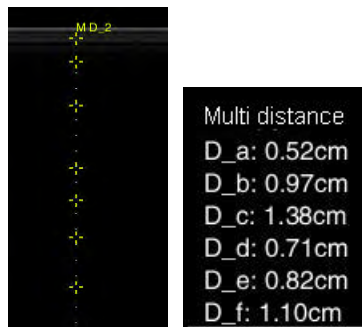 MD_2
Multi distance
D_a: 0.52cm
D_b: 0.97cm
D_c: 1.38cm
D_d: 0.71cm
D_e: 0.82cm
D_f: 1.10cm